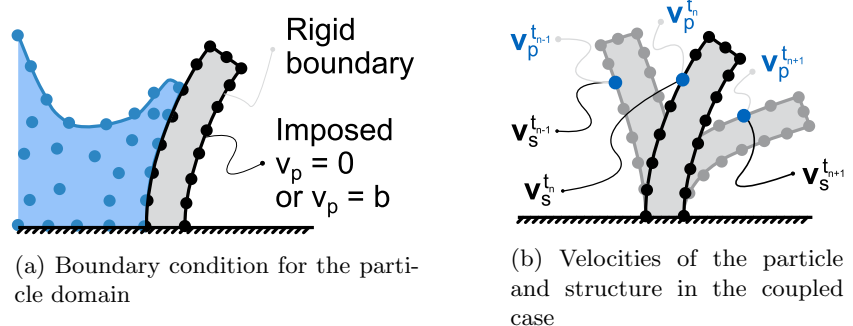 Rigid
boundary
Imposed
v_p = 0
or v_p = b
(a) Boundary condition for the parti-
cle domain
v_p^{t_{n-1}}
v_p^{t_n}
v_p^{t_{n+1}}
v_s^{t_{n-1}}
v_s^{t_n}
v_s^{t_{n+1}}
(b) Velocities of the particle
and structure in the coupled
case